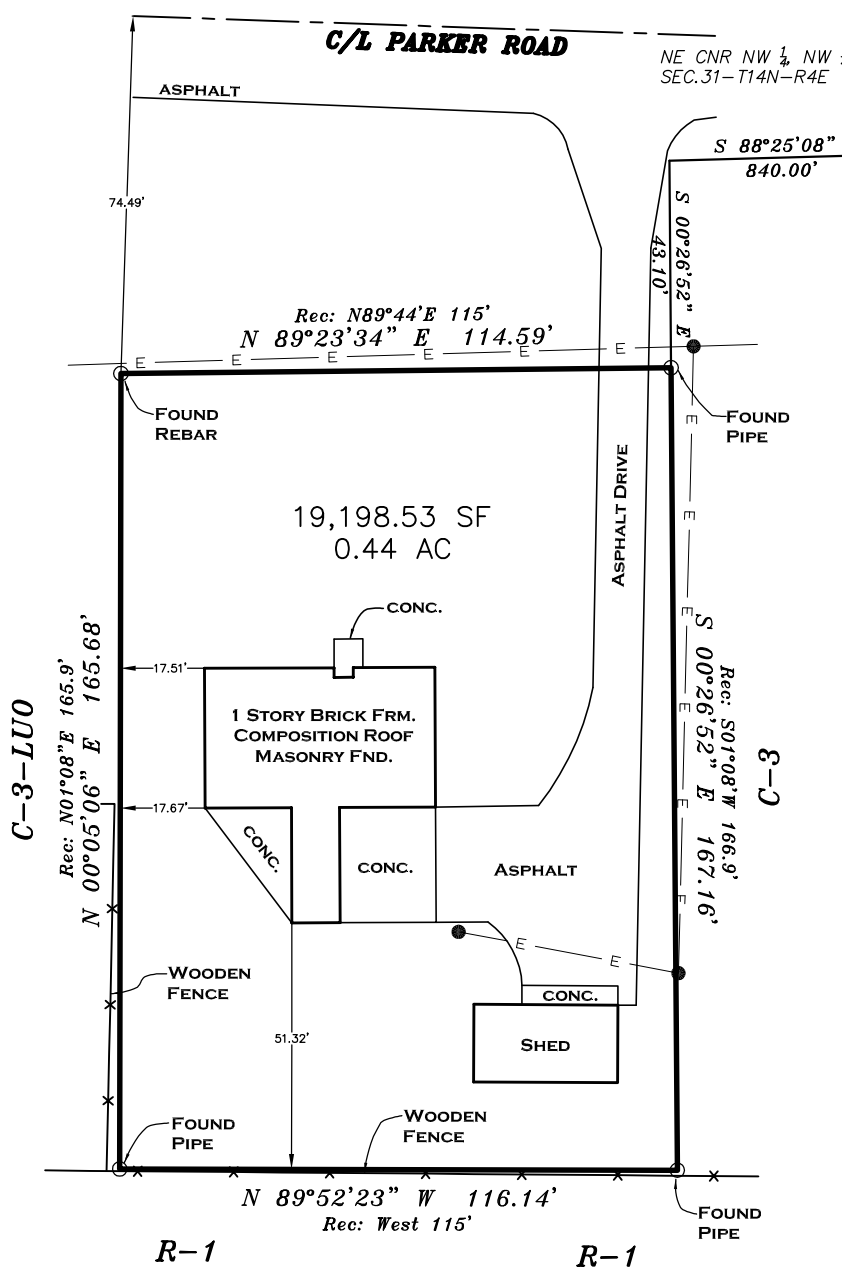 C/L PARKER ROAD
NE CNR NW 1/4, NW
SEC.31-T14N-R4E
ASPHALT
S 88°25'08"
840.00'
74.49'
S 00°26'52" E
43.10'
Rec: N89°44'E 115'
N 89°23'34" E 114.59'
E E E E E E
FOUND
REBAR
FOUND
PIPE
E
19,198.53 SF
0.44 AC
ASPHALT DRIVE
E
CONC.
E
C-3-LUO
Rec: N01°08"E 165.9'
N 00°05'06" E 165.68'
17.51'
1 STORY BRICK FRM.
COMPOSITION ROOF
MASONRY FND.
S 00°26'52" E 167.16'
Rec: S01°08'W 166.9'
C-3
E
17.67'
E
CONC.
CONC.
ASPHALT
E
E E
WOODEN
FENCE
CONC.
51.32'
SHED
FOUND
PIPE
WOODEN
FENCE
N 89°52'23" W 116.14'
Rec: West 115'
FOUND
PIPE
R-1
R-1